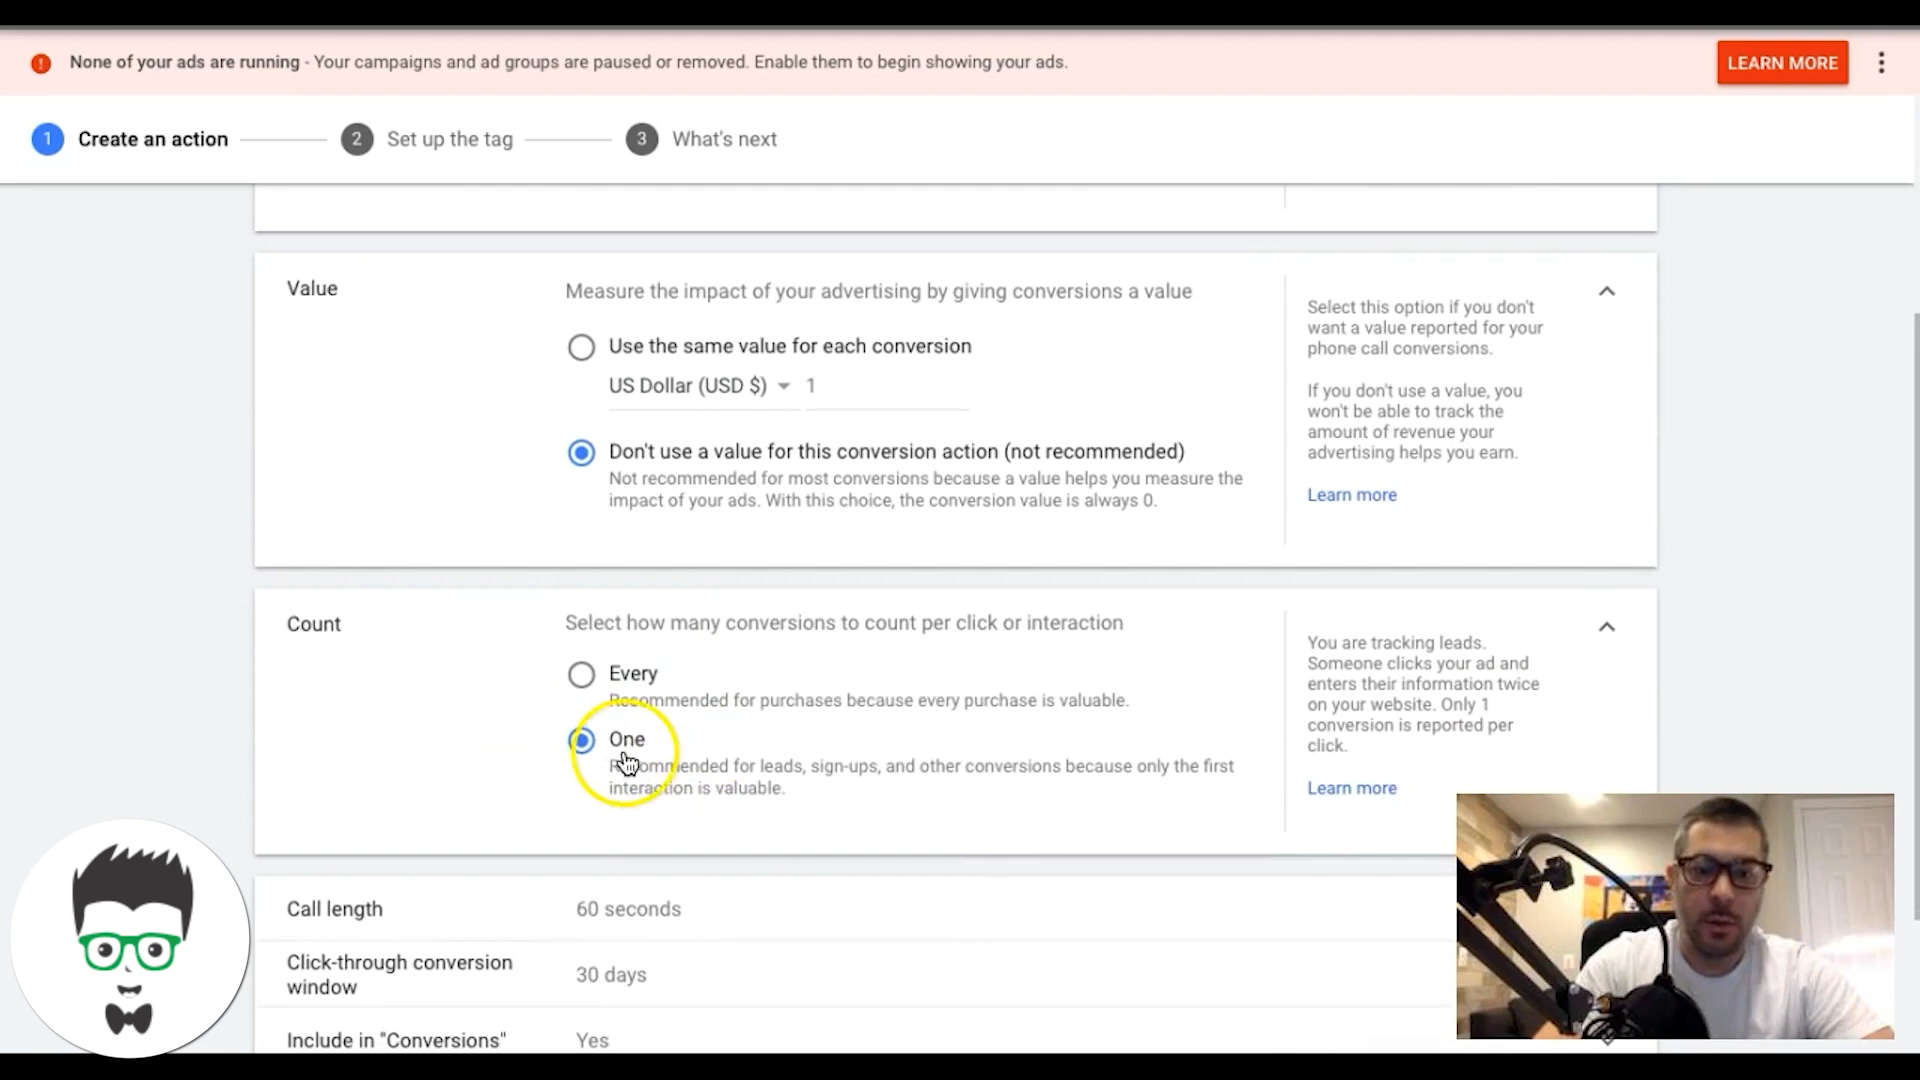 None of your ads are running - Your campaigns and ad groups are paused or removed. Enable them to begin showing your ads.
LEARN MORE
1 Create an action
2 Set up the tag
3 What's next
Value
Measure the impact of your advertising by giving conversions a value
Use the same value for each conversion
US Dollar (USD $) 1
Don't use a value for this conversion action (not recommended)
Not recommended for most conversions because a value helps you measure the
impact of your ads. With this choice, the conversion value is always 0.
Select this option if you don't
want a value reported for your
phone call conversions.
If you don't use a value, you
won't be able to track the
amount of revenue your
advertising helps you earn.
Learn more
Count
Select how many conversions to count per click or interaction
Every
Recommended for purchases because every purchase is valuable.
One
Recommended for leads, sign-ups, and other conversions because only the first
interaction is valuable.
You are tracking leads.
Someone clicks your ad and
enters their information twice
on your website. Only 1
conversion is reported per
click.
Learn more
Call length
60 seconds
Click-through conversion
window
30 days
Include in "Conversions"
Yes